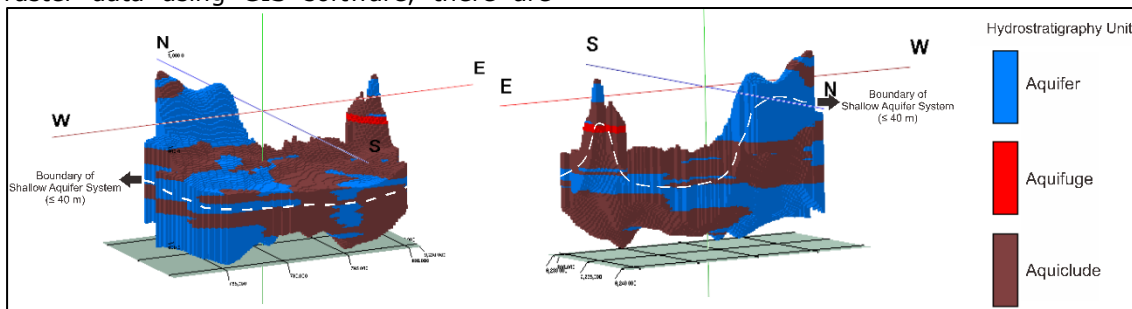 raster data using GIS software, there are
N
E
W
S
Boundary of
Shallow Aquifer System
(≤ 40 m)
S
W
E
N
Boundary of
Shallow Aquifer System
(≤ 40 m)
Hydrostratigraphy Unit
Aquifer
Aquifuge
Aquiclude